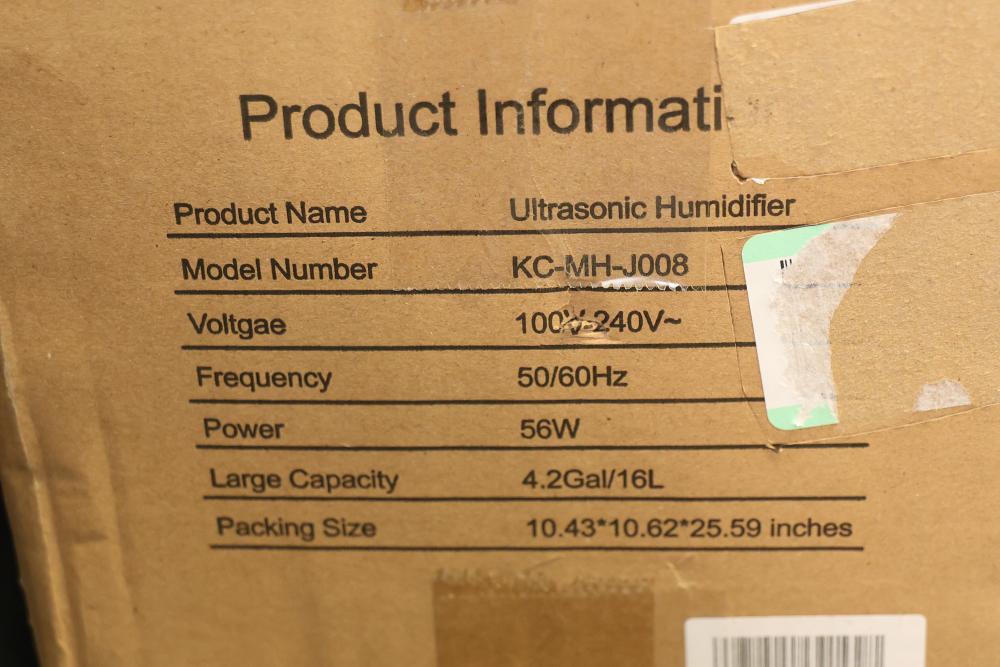 Product Informati
Product Name Ultrasonic Humidifier
Model Number KC-MH-J008
Voltgae 100V-240V~
Frequency 50/60Hz
Power 56W
Large Capacity 4.2Gal/16L
Packing Size 10.43*10.62*25.59 inches